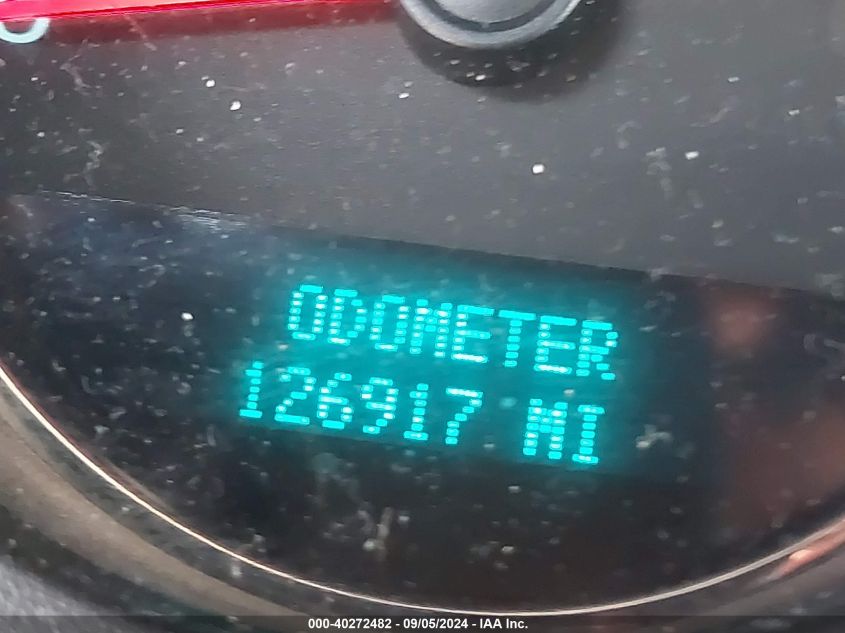 ODOMETER
126917 MI
000-40272482 - 09/05/2024 - IAA Inc.